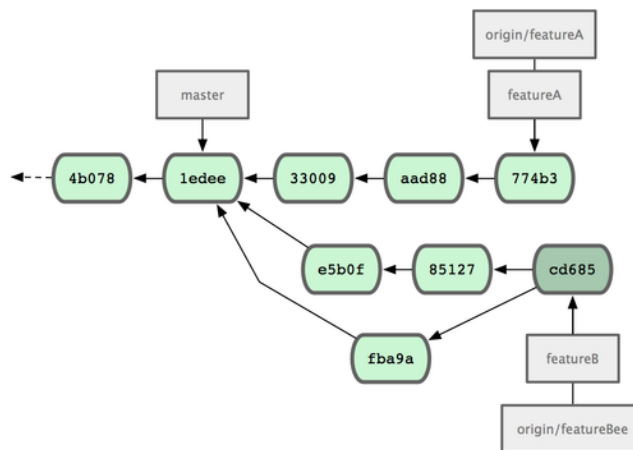 origin/featureA
master
featureA
4b078
1edee
33009
aad88
774b3
e5b0f
85127
cd685
fba9a
featureB
origin/featureBee